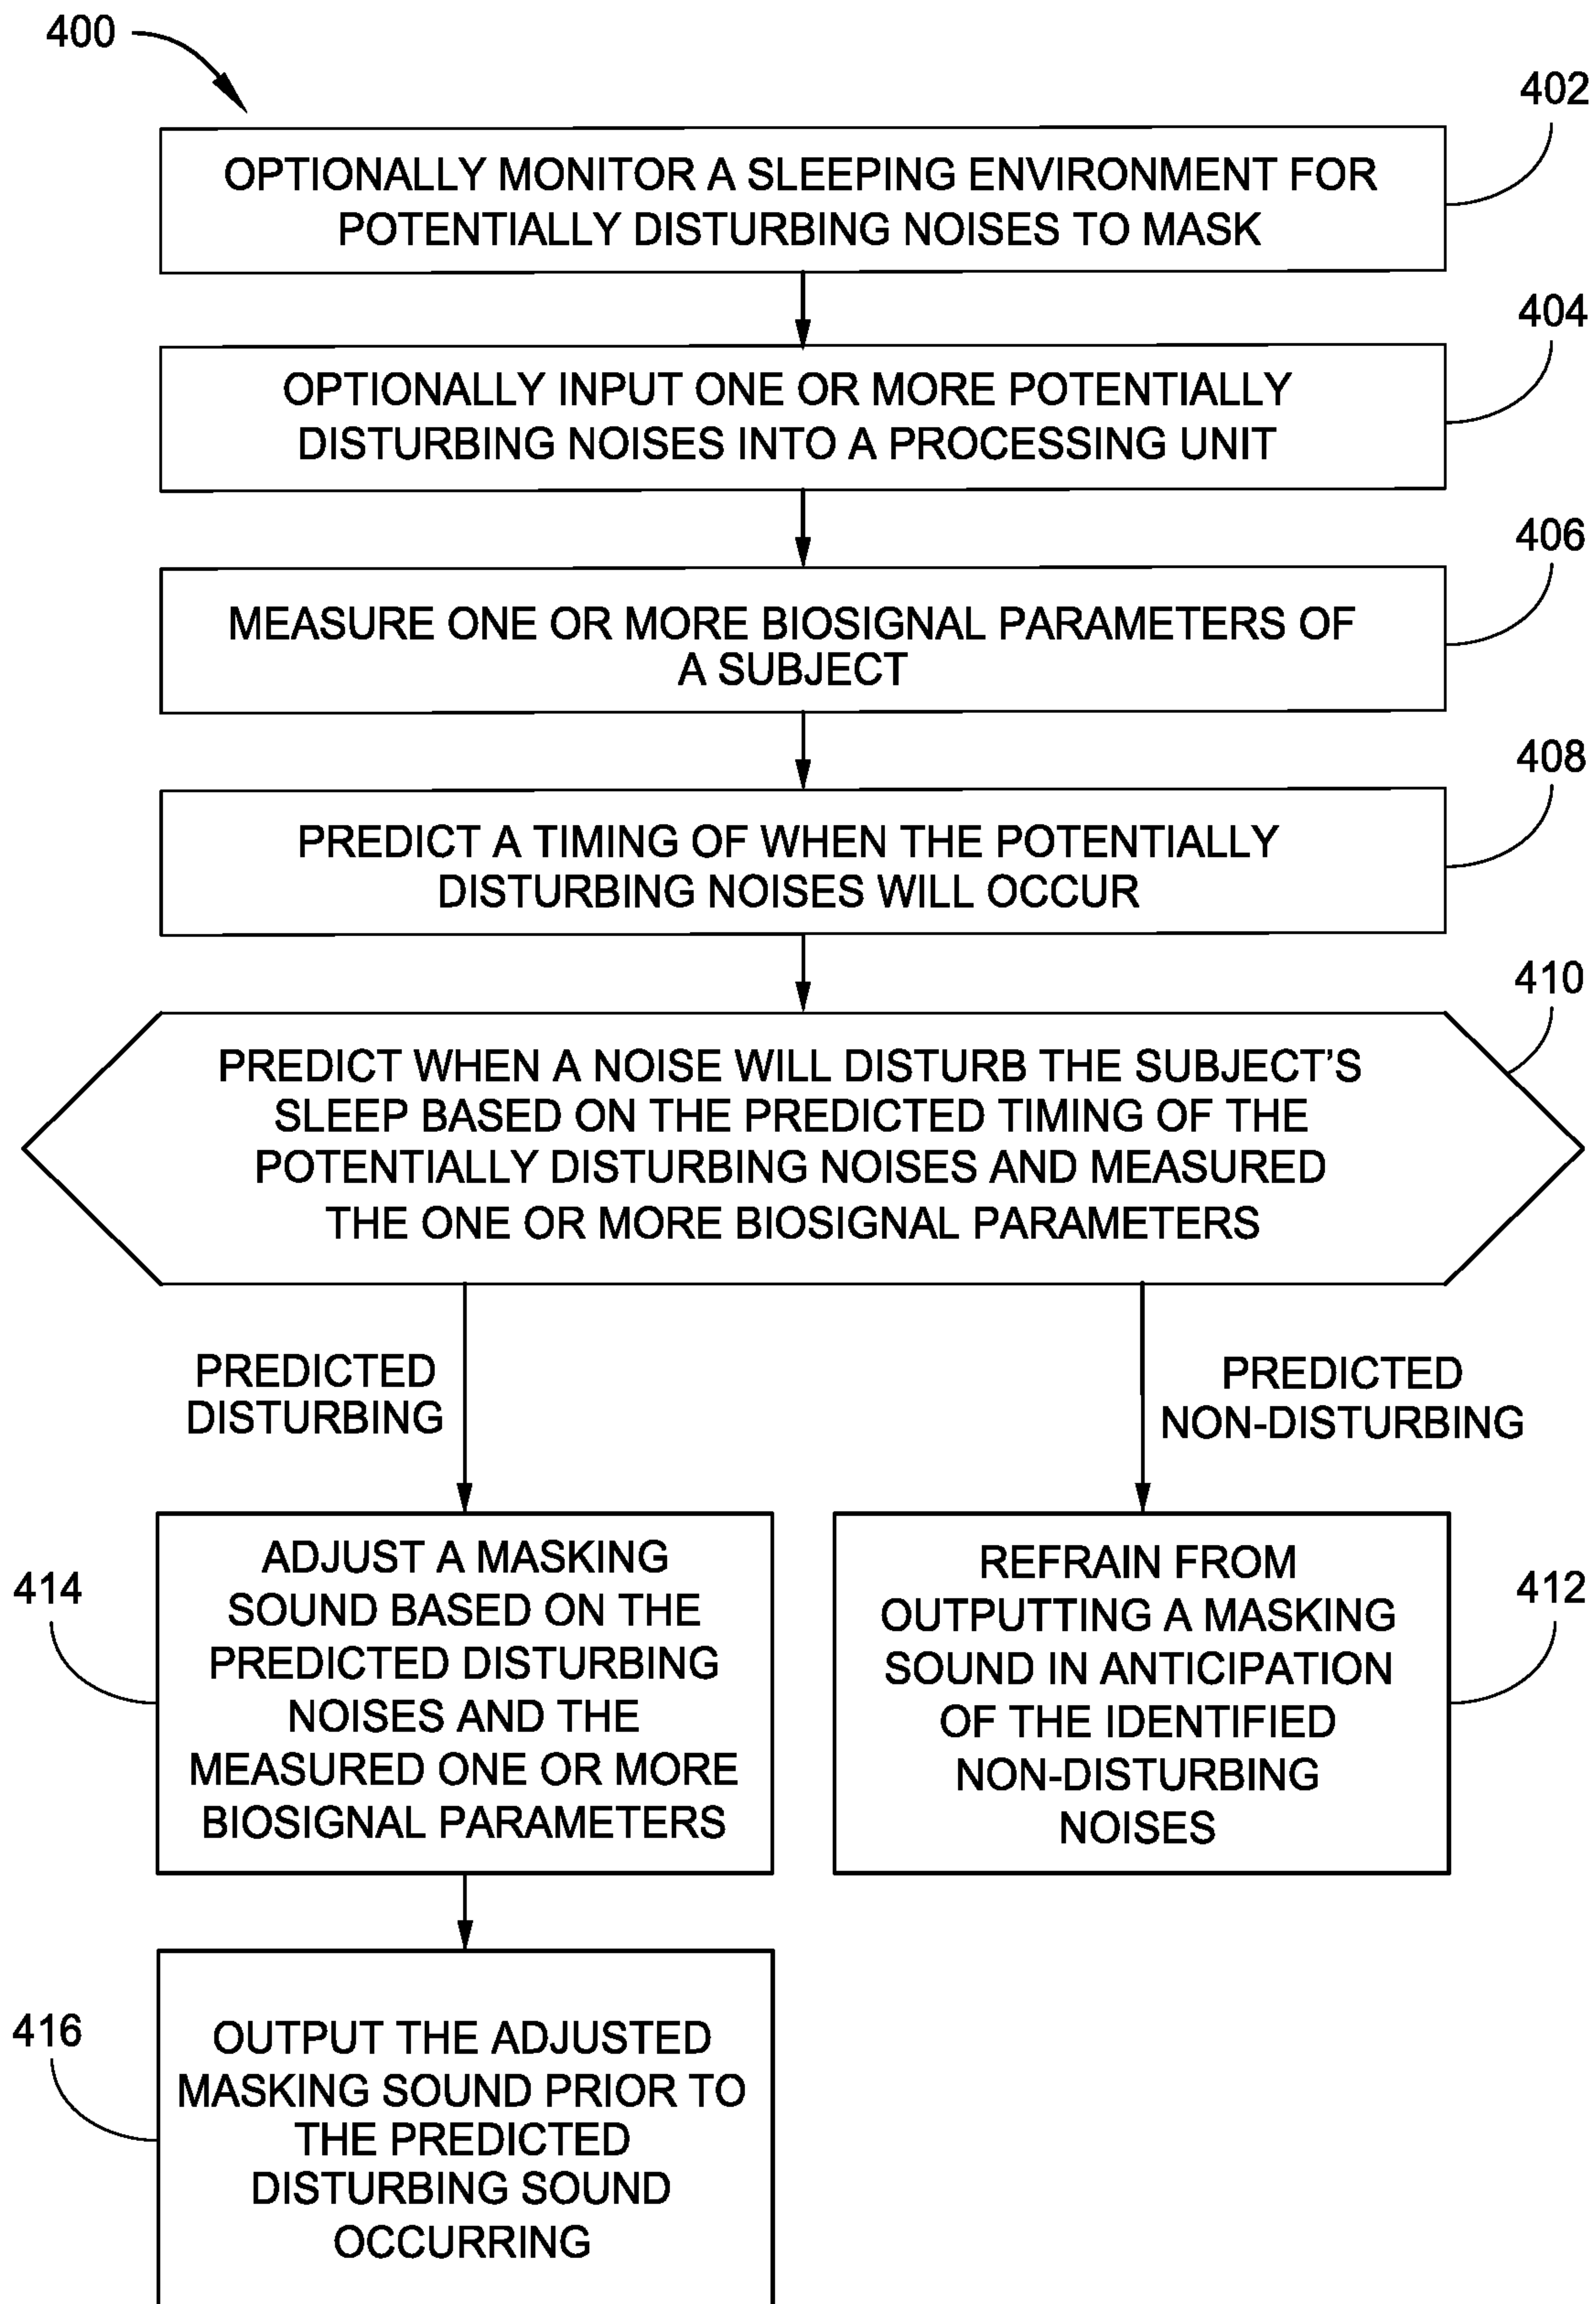 400
402
OPTIONALLY MONITOR A SLEEPING ENVIRONMENT FOR
POTENTIALLY DISTURBING NOISES TO MASK
404
OPTIONALLY INPUT ONE OR MORE POTENTIALLY
DISTURBING NOISES INTO A PROCESSING UNIT
406
MEASURE ONE OR MORE BIOSIGNAL PARAMETERS OF
A SUBJECT
408
PREDICT A TIMING OF WHEN THE POTENTIALLY
DISTURBING NOISES WILL OCCUR
410
PREDICT WHEN A NOISE WILL DISTURB THE SUBJECT'S
SLEEP BASED ON THE PREDICTED TIMING OF THE
POTENTIALLY DISTURBING NOISES AND MEASURED
THE ONE OR MORE BIOSIGNAL PARAMETERS
PREDICTED
DISTURBING
PREDICTED
NON-DISTURBING
414
ADJUST A MASKING
SOUND BASED ON THE
PREDICTED DISTURBING
NOISES AND THE
MEASURED ONE OR MORE
BIOSIGNAL PARAMETERS
412
REFRAIN FROM
OUTPUTTING A MASKING
SOUND IN ANTICIPATION
OF THE IDENTIFIED
NON-DISTURBING
NOISES
416
OUTPUT THE ADJUSTED
MASKING SOUND PRIOR TO
THE PREDICTED
DISTURBING SOUND
OCCURRING